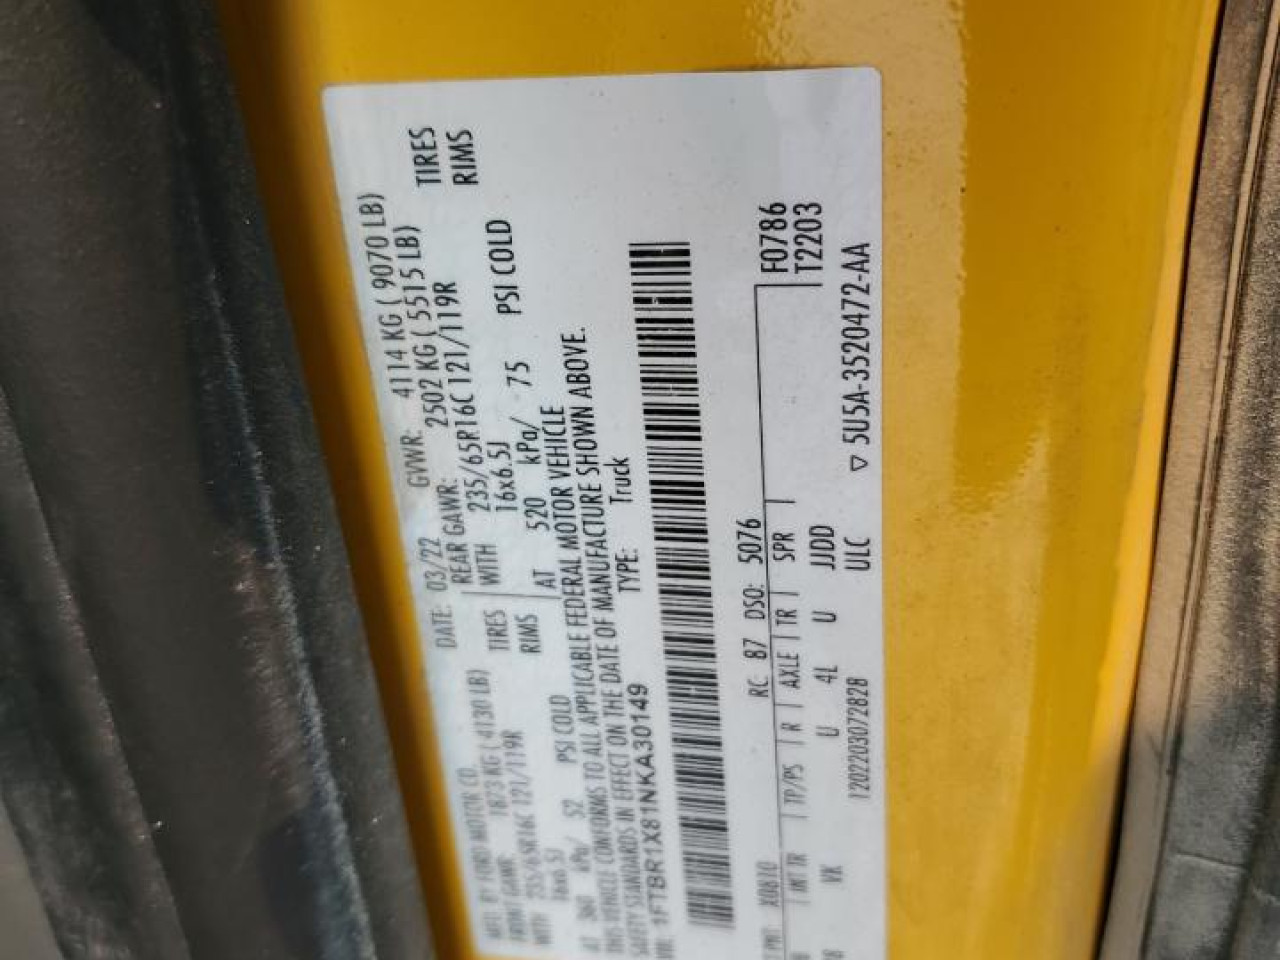 MFD. BY FORD MOTOR CO.
DATE: 03/22 GVWR: 4114 KG ( 9070 LB)
FRONT GAWR: 1873 KG ( 4130 LB) REAR GAWR: 2502 KG ( 5515 LB)
WITH 235/65R16C 121/119R TIRES WITH 235/65R16C 121/119R TIRES
16x6.5J RIMS 16x6.5J RIMS
AT 360 kPa/ 52 PSI COLD AT 520 kPa/ 75 PSI COLD
THIS VEHICLE CONFORMS TO ALL APPLICABLE FEDERAL MOTOR VEHICLE
SAFETY STANDARDS IN EFFECT ON THE DATE OF MANUFACTURE SHOWN ABOVE.
VIN: 1FTBR1X81NKA30149 TYPE: Truck
F0786
T2203
RC 87 DSO: 5076
INT TR TP/PS R AXLE TR SPR
VK U 4L U JJDD
1202203072828 ULC ▽ 5U5A-3520472-AA